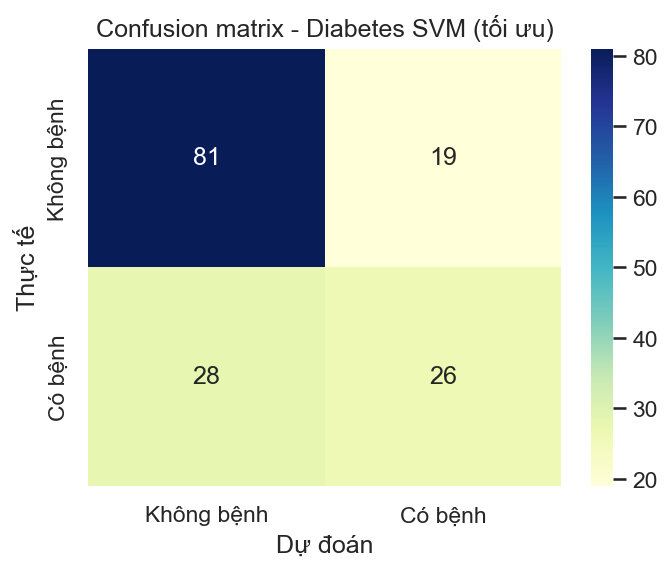 Confusion matrix - Diabetes SVM (tối ưu)
Thực tế
Không bệnh
Có bệnh
81
19
28
26
Không bệnh
Có bệnh
Dự đoán
80
70
60
50
40
30
20